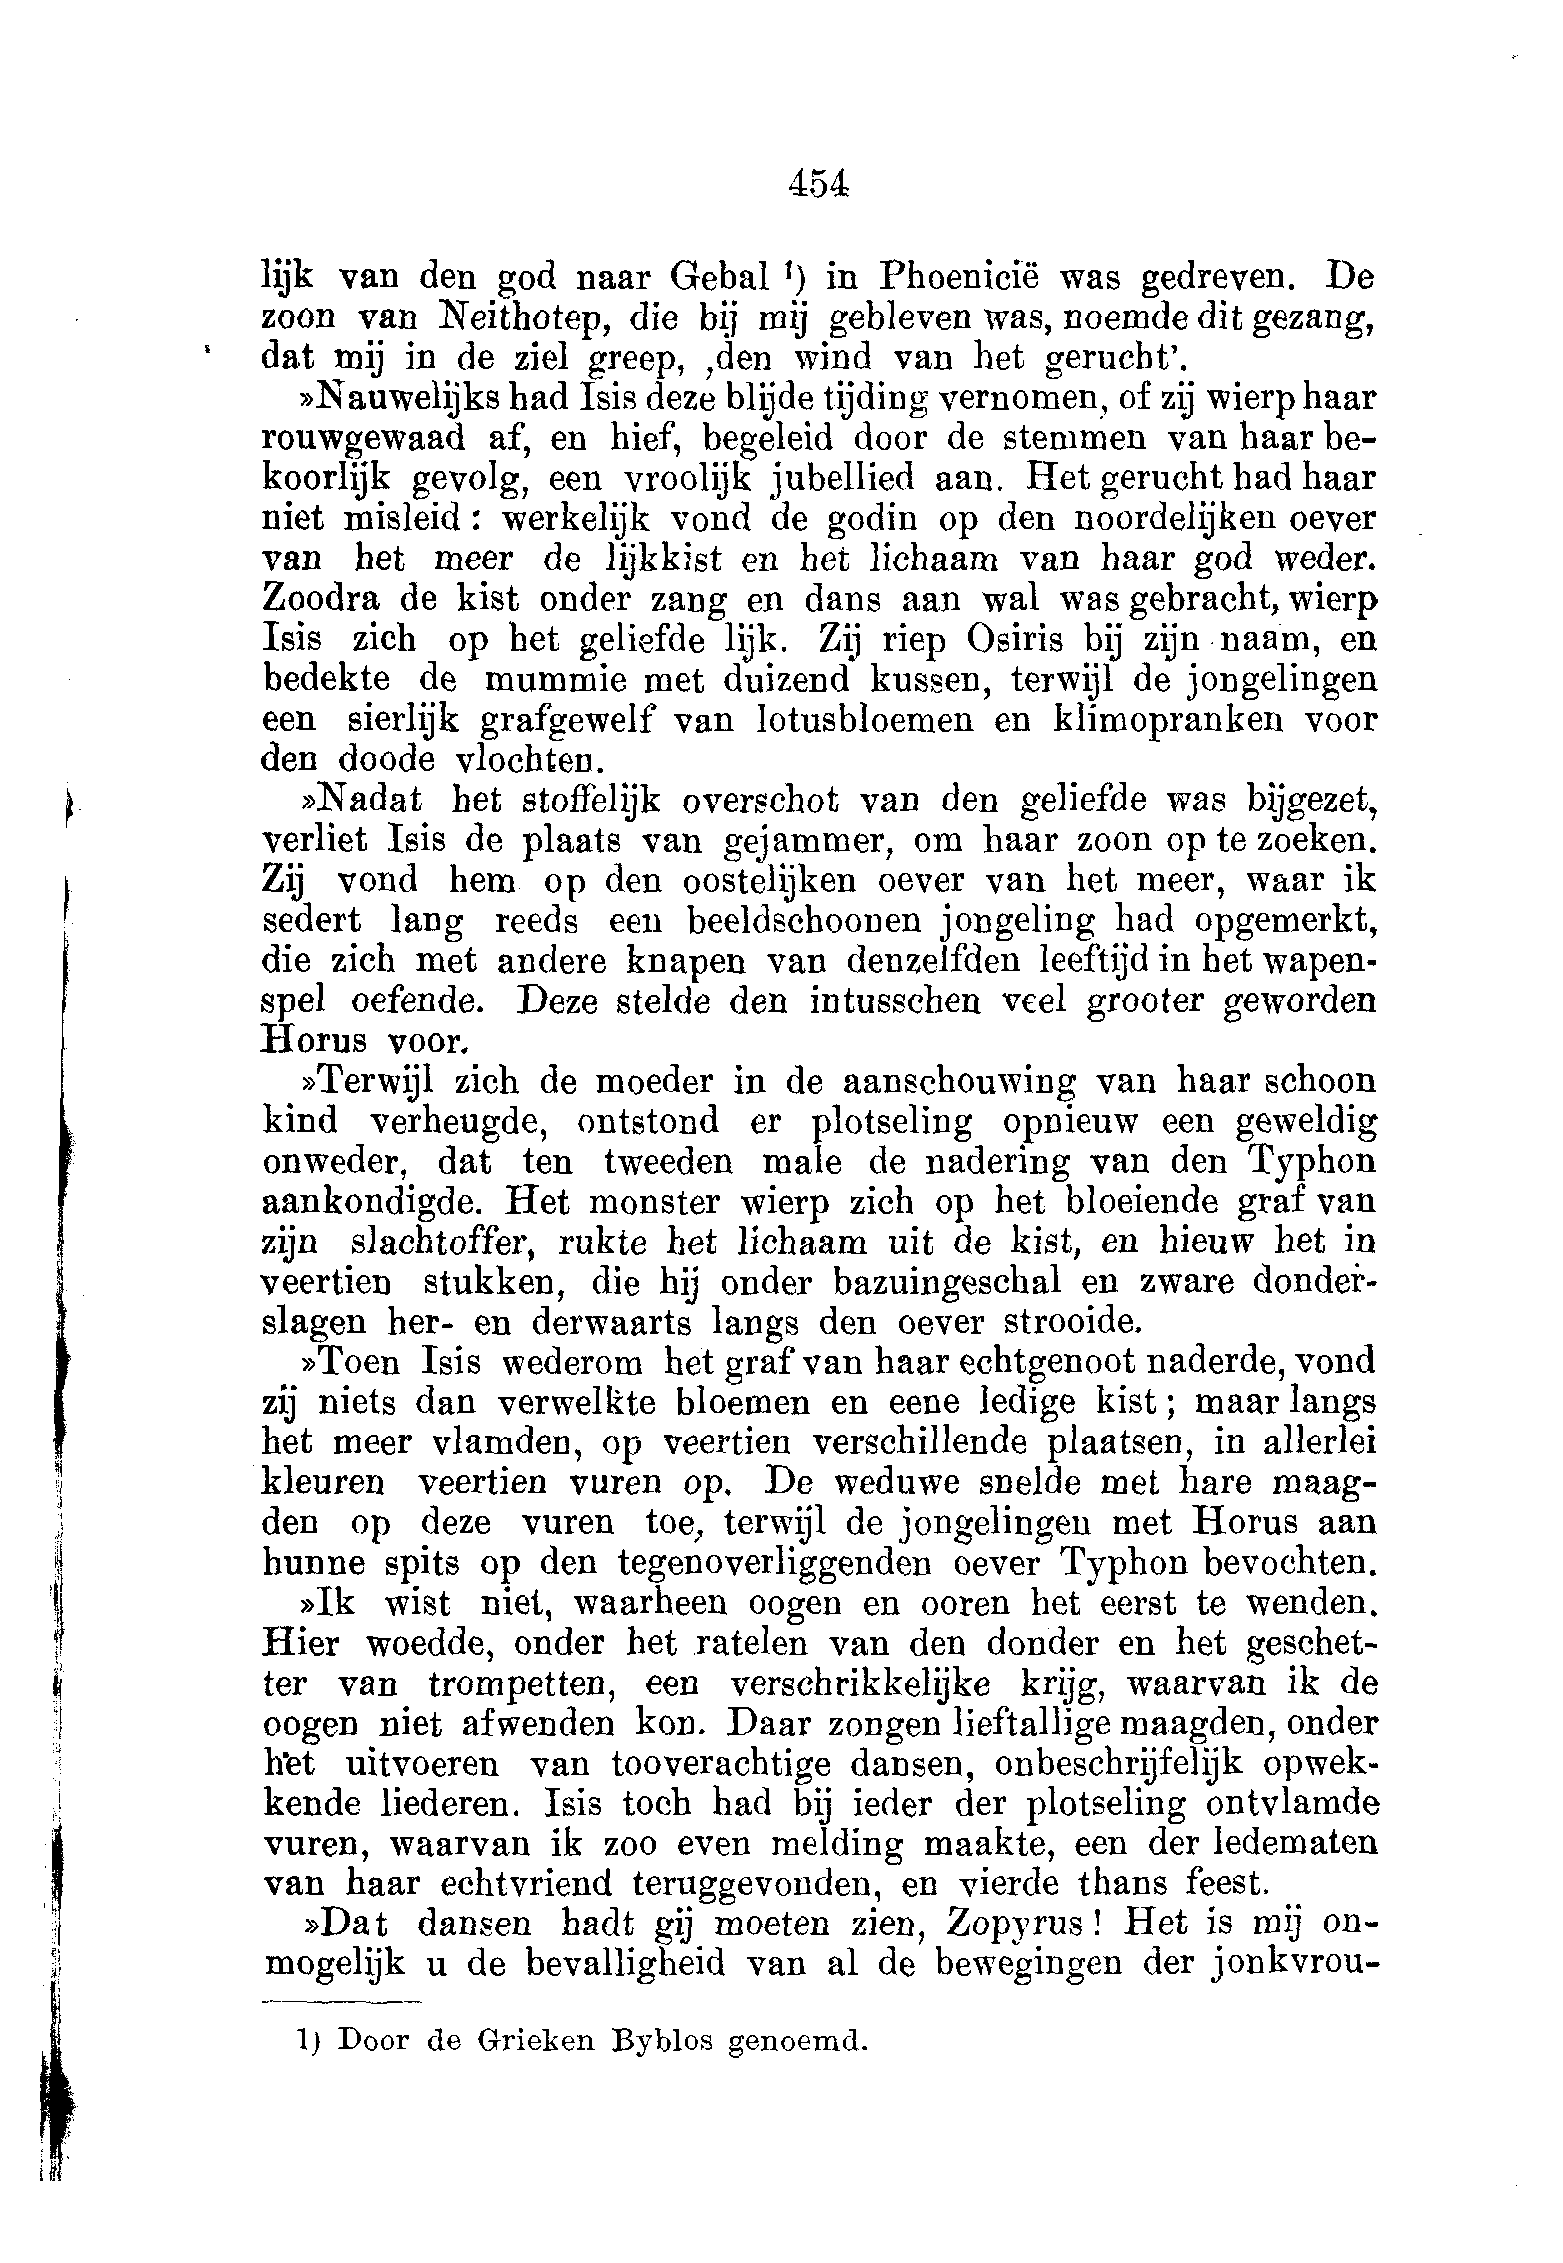 454
lijk van den god naar Gebal ¹) in Phoenicië was gedreven. De
zoon van Neithotep, die bij mij gebleven was, noemde dit gezang,
dat mij in de ziel greep, ‚den wind van het gerucht’.
»Nauwelijks had Isis deze blijde tijding vernomen, of zij wierp haar
rouwgewaad af, en hief, begeleid door de stemmen van haar be-
koorlijk gevolg, een vroolijk jubellied aan. Het gerucht had haar
niet misleid: werkelijk vond de godin op den noordelijken oever
van het meer de lijkkist en het lichaam van haar god weder.
Zoodra de kist onder zang en dans aan wal was gebracht, wierp
Isis zich op het geliefde lijk. Zij riep Osiris bij zijn naam, en
bedekte de mummie met duizend kussen, terwijl de jongelingen
een sierlijk grafgewelf van lotusbloemen en klimopranken voor
den doode vlochten.
»Nadat het stoffelijk overschot van den geliefde was bijgezet,
verliet Isis de plaats van gejammer, om haar zoon op te zoeken.
Zij vond hem op den oostelijken oever van het meer, waar ik
sedert lang reeds een beeldschoonen jongeling had opgemerkt,
die zich met andere knapen van denzelfden leeftijd in het wapen-
spel oefende. Deze stelde den intusschen veel grooter geworden
Horus voor.
»Terwijl zich de moeder in de aanschouwing van haar schoon
kind verheugde, ontstond er plotseling opnieuw een geweldig
onweder, dat ten tweeden male de nadering van den Typhon
aankondigde. Het monster wierp zich op het bloeiende graf van
zijn slachtoffer, rukte het lichaam uit de kist, en hieuw het in
veertien stukken, die hij onder bazuingeschal en zware donder-
slagen her- en derwaarts langs den oever strooide.
»Toen Isis wederom het graf van haar echtgenoot naderde, vond
zij niets dan verwelkte bloemen en eene ledige kist; maar langs
het meer vlamden, op veertien verschillende plaatsen, in allerlei
kleuren veertien vuren op. De weduwe snelde met hare maag-
den op deze vuren toe, terwijl de jongelingen met Horus aan
hunne spits op den tegenoverliggenden oever Typhon bevochten.
»Ik wist niet, waarheen oogen en ooren het eerst te wenden.
Hier woedde, onder het ratelen van den donder en het geschet-
ter van trompetten, een verschrikkelijke krijg, waarvan ik de
oogen niet afwenden kon. Daar zongen lieftallige maagden, onder
het uitvoeren van tooverachtige dansen, onbeschrijfelijk opwek-
kende liederen. Isis toch had bij ieder der plotseling ontvlamde
vuren, waarvan ik zoo even melding maakte, een der ledematen
van haar echtvriend teruggevonden, en vierde thans feest.
»Dat dansen hadt gij moeten zien, Zopyrus! Het is mij on-
mogelijk u de bevalligheid van al de bewegingen der jonkvrou-
1) Door de Grieken Byblos genoemd.